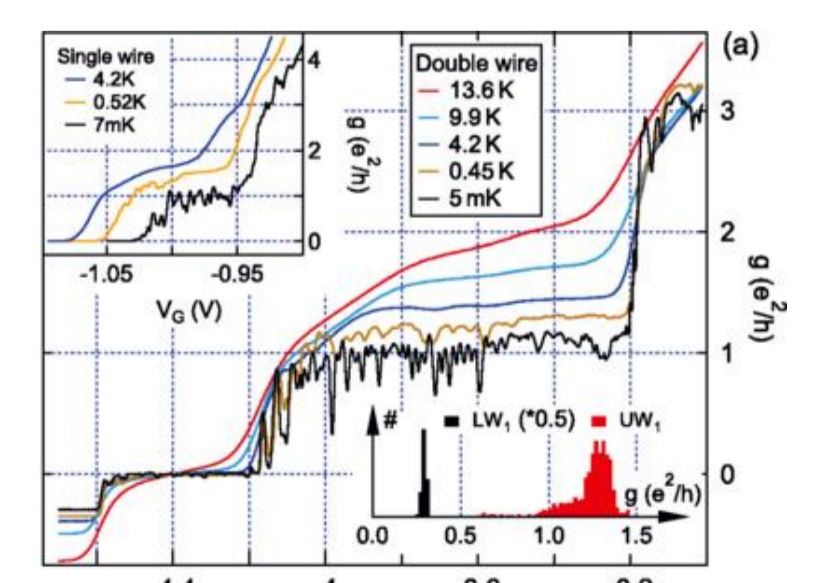 (a)
Single wire
4.2K
0.52K
7mK
4
2
0
g (e²/h)
-1.05
-0.95
V_G (V)
Double wire
13.6 K
9.9 K
4.2 K
0.45 K
5 mK
3
2
1
0
g (e²/h)
#
LW₁ (*0.5)
UW₁
g (e²/h)
0.0
0.5
1.0
1.5